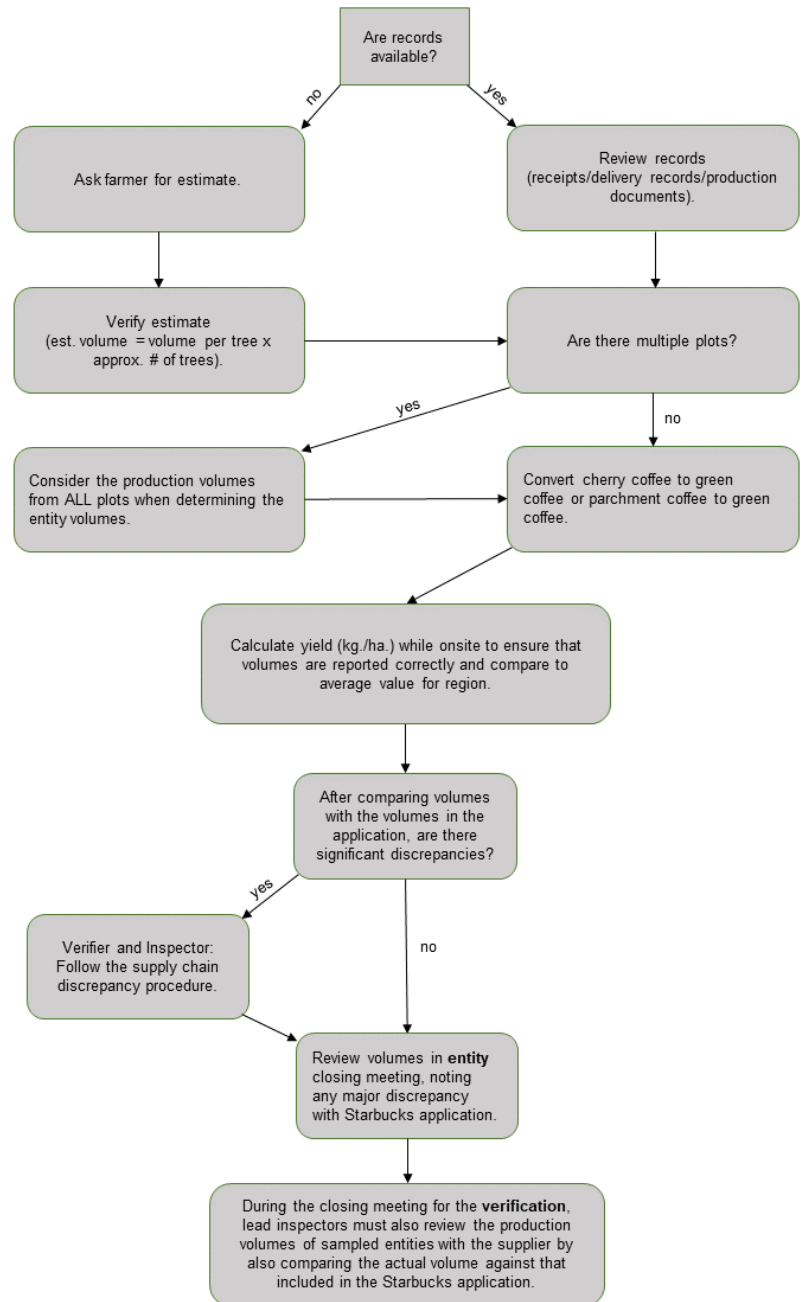 Are records
available?
no
yes
Ask farmer for estimate.
Review records
(receipts/delivery records/production
documents).
Verify estimate
(est. volume = volume per tree x
approx. # of trees).
Are there multiple plots?
yes
no
Consider the production volumes
from ALL plots when determining the
entity volumes.
Convert cherry coffee to green
coffee or parchment coffee to green
coffee.
Calculate yield (kg./ha.) while onsite to ensure that
volumes are reported correctly and compare to
average value for region.
After comparing volumes
with the volumes in the
application, are there
significant discrepancies?
yes
no
Verifier and Inspector:
Follow the supply chain
discrepancy procedure.
Review volumes in entity
closing meeting, noting
any major discrepancy
with Starbucks application.
During the closing meeting for the verification,
lead inspectors must also review the production
volumes of sampled entities with the supplier by
also comparing the actual volume against that
included in the Starbucks application.